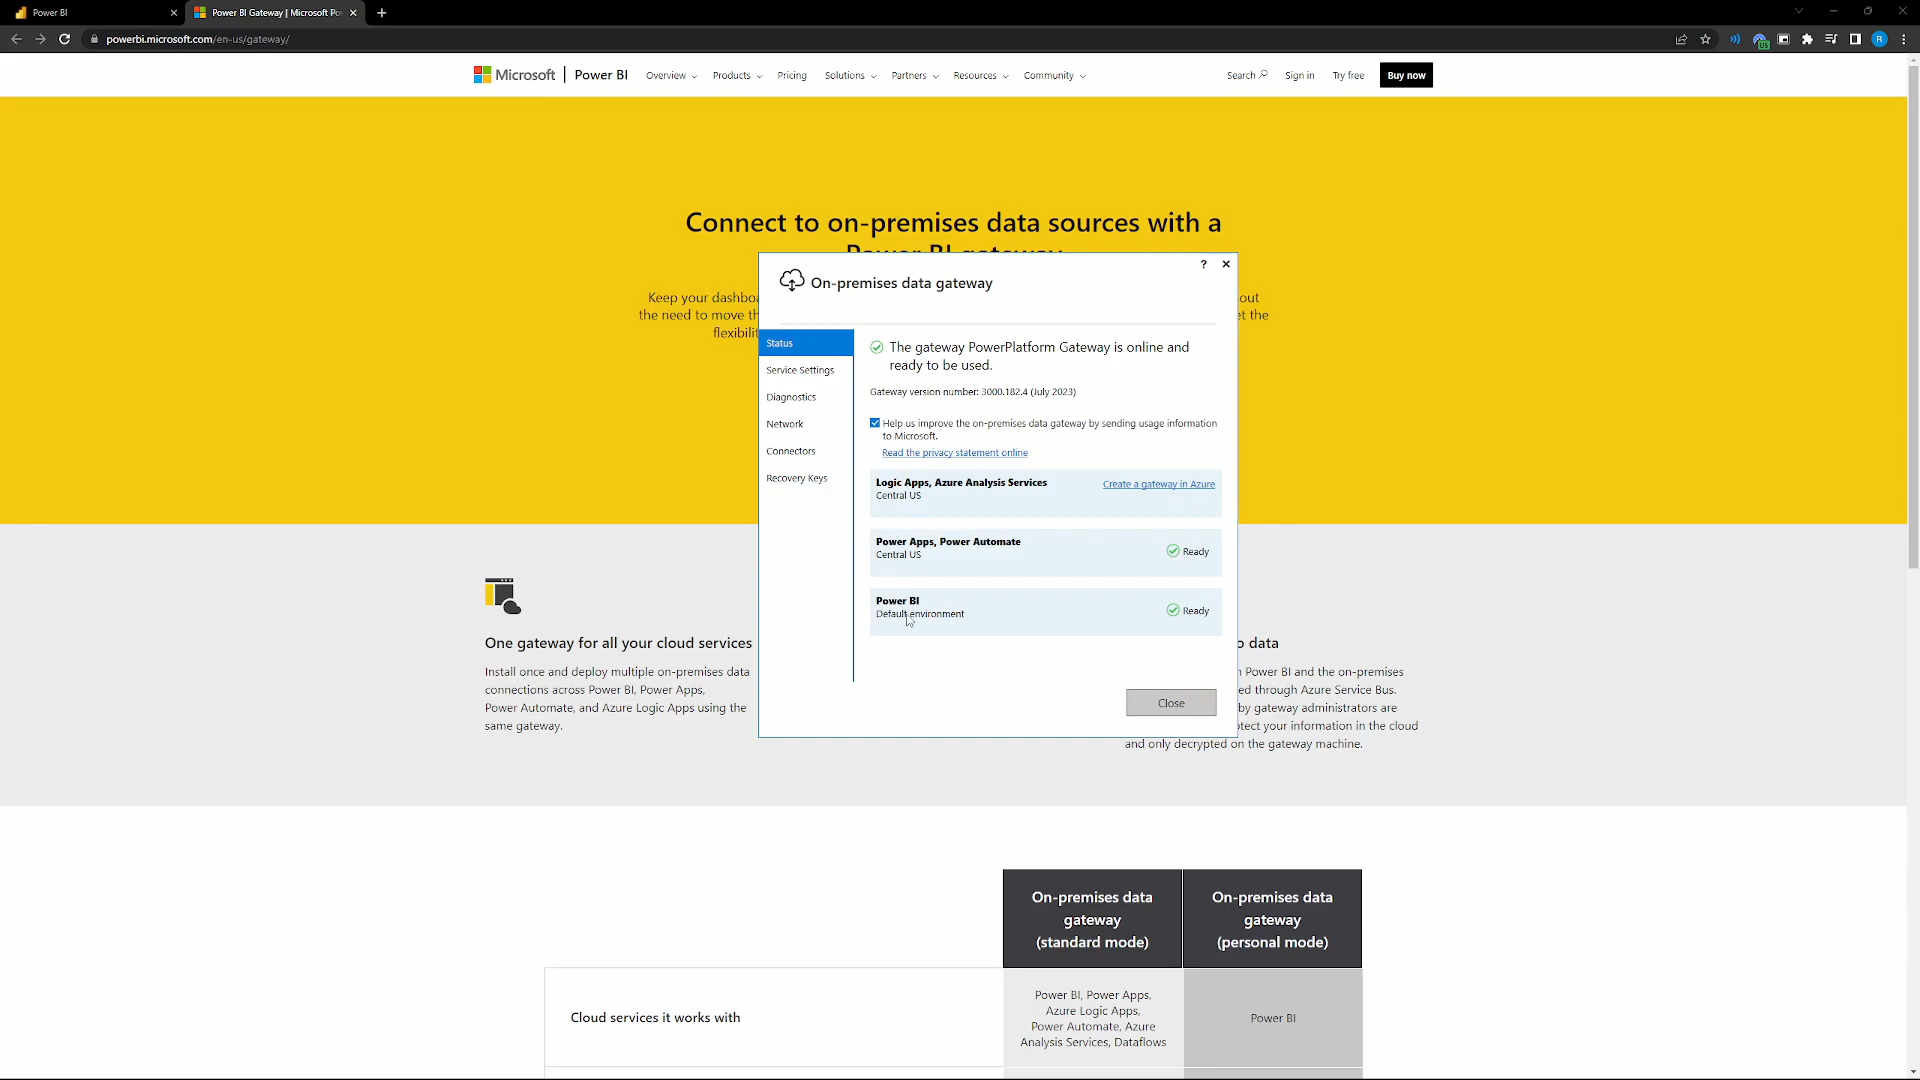 Power BI
Power BI Gateway | Microsoft Po
powerbi.microsoft.com/en-us/gateway/
US
R
Microsoft | Power BI
Overview
Products
Pricing
Solutions
Partners
Resources
Community
Search
Sign in
Try free
Buy now
Connect to on-premises data sources with a
Keep your dashboa
out
the need to move th
et the
flexibilit
? ×
On-premises data gateway
Status
Service Settings
Diagnostics
Network
Connectors
Recovery Keys
The gateway PowerPlatform Gateway is online and
ready to be used.
Gateway version number: 3000.182.4 (July 2023)
Help us improve the on-premises data gateway by sending usage information
to Microsoft.
Read the privacy statement online
Logic Apps, Azure Analysis Services
Central US
Create a gateway in Azure
Power Apps, Power Automate
Central US
Ready
Power BI
Default environment
Ready
Close
One gateway for all your cloud services
Install once and deploy multiple on-premises data
connections across Power BI, Power Apps,
Power Automate, and Azure Logic Apps using the
same gateway.
o data
Power BI and the on-premises
ed through Azure Service Bus.
by gateway administrators are
tect your information in the cloud
and only decrypted on the gateway machine.
On-premises data
gateway
(standard mode)
On-premises data
gateway
(personal mode)
Cloud services it works with
Power BI, Power Apps,
Azure Logic Apps,
Power Automate, Azure
Analysis Services, Dataflows
Power BI